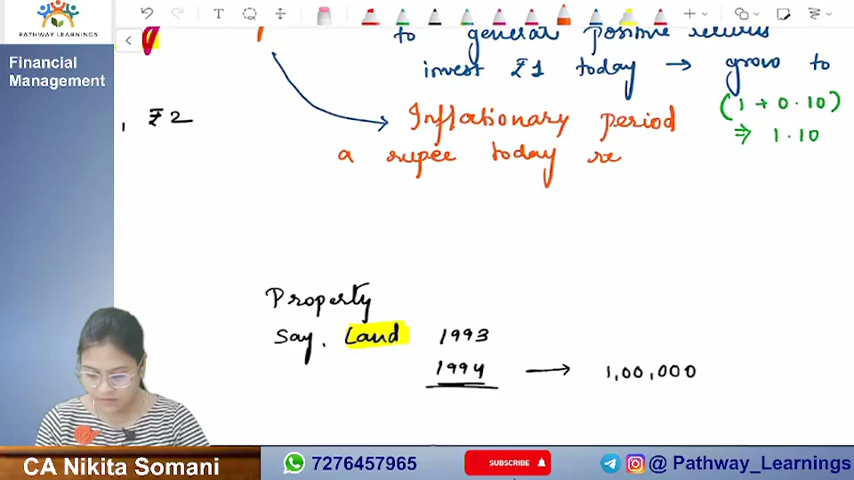 PATHWAY LEARNINGS
Financial
Management
to generate positive returns
invest ₹1 today → grow to
(1 + 0.10)
⇒ 1.10
, ₹2
Inflationary period
a rupee today re
Property
Say, Land 1993
1994 → 1,00,000
CA Nikita Somani
7276457965
SUBSCRIBE
@ Pathway_Learnings